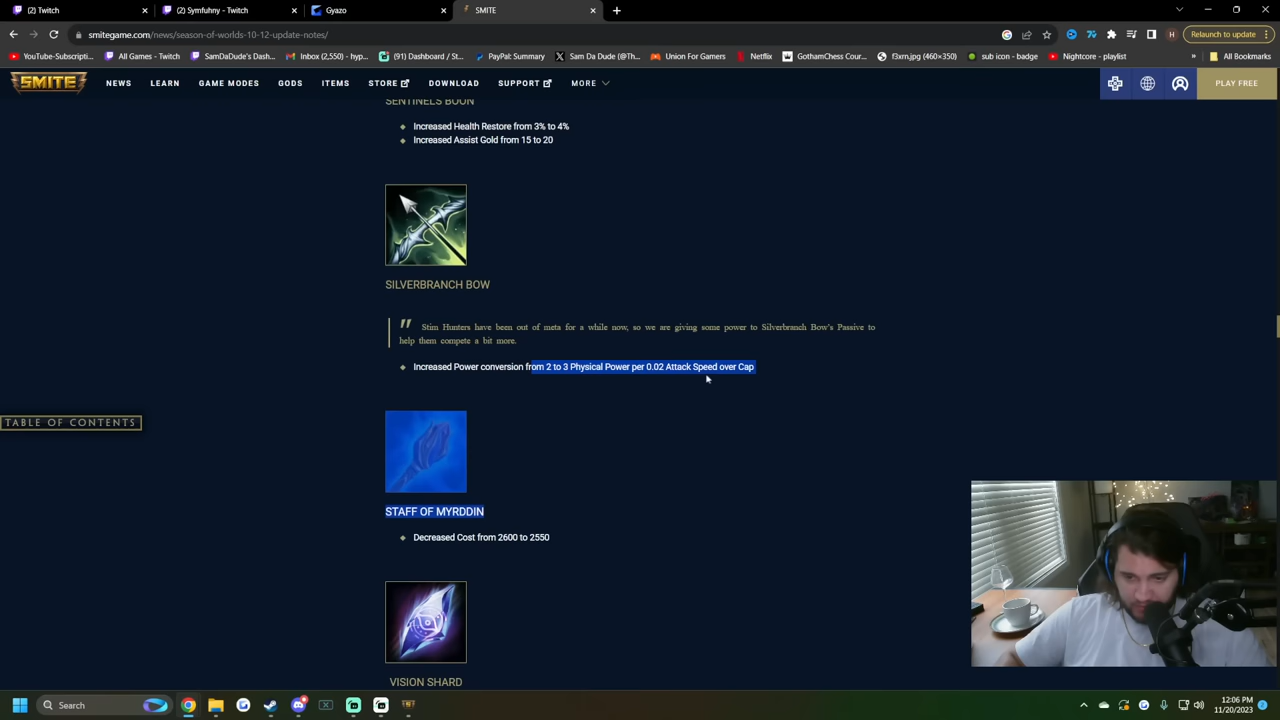 (2) Twitch
(2) Symfuhny - Twitch
Gyazo
SMITE
smitegame.com/news/season-of-worlds-10-12-update-notes/
H
Relaunch to update
YouTube-Subscripti...
All Games - Twitch
SamDaDude's Dash...
Inbox (2,550) - hyp...
(91) Dashboard / St...
PayPal Summary
Sam Da Dude (@Th...
Union For Gamers
Netflix
GothamChess Cour...
f3xrn.jpg (460×360)
sub icon - badge
Nightcore - playlist
»
All Bookmarks
SMITE
NEWS
LEARN
GAME MODES
GODS
ITEMS
STORE
DOWNLOAD
SUPPORT
MORE
PLAY FREE
SENTINELS BOON
Increased Health Restore from 3% to 4%
Increased Assist Gold from 15 to 20
SILVERBRANCH BOW
" Stim Hunters have been out of meta for a while now, so we are giving some power to Silverbranch Bow's Passive to
help them compete a bit more.
Increased Power conversion from 2 to 3 Physical Power per 0.02 Attack Speed over Cap
TABLE OF CONTENTS
STAFF OF MYRDDIN
Decreased Cost from 2600 to 2550
VISION SHARD
Search
12:06 PM
11/20/2023
2